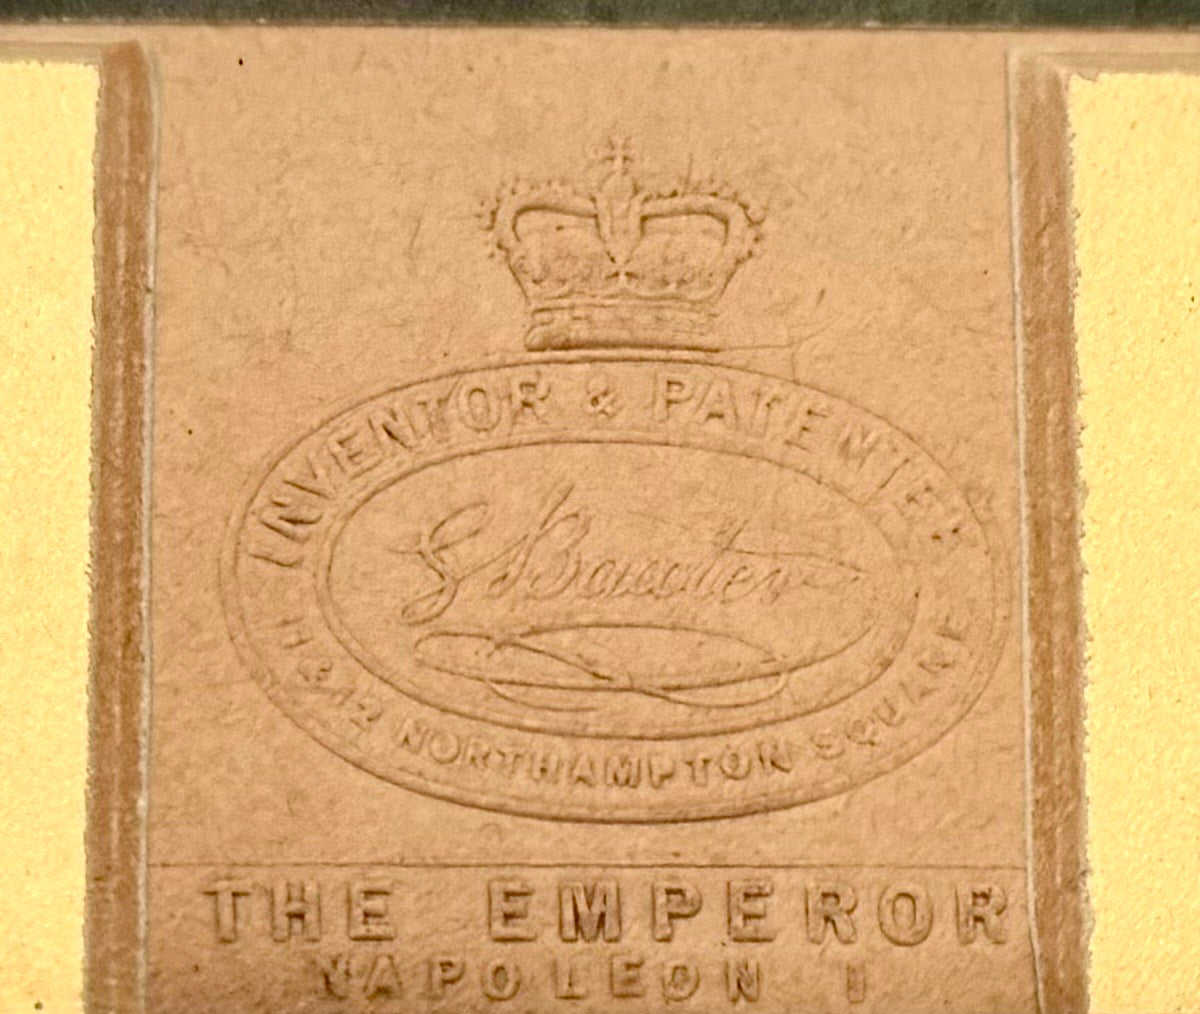 INVENTOR & PATENTEE
G Baxter
11 & 12 NORTHAMPTON SQUARE
THE EMPEROR
NAPOLEON I